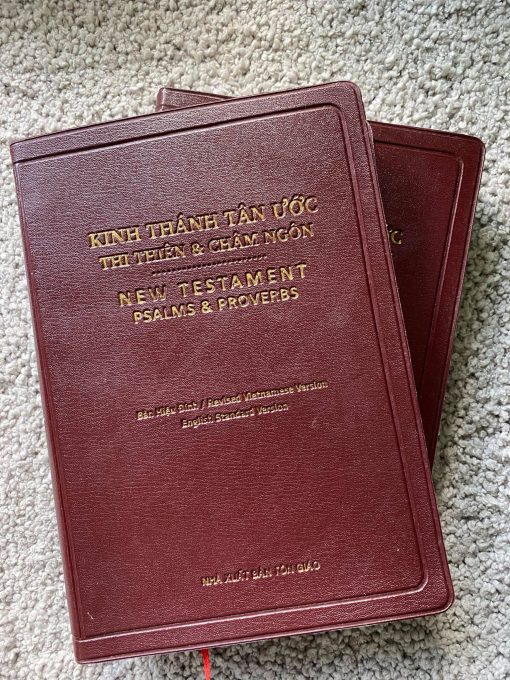 KINH THÁNH TÂN ƯỚC
THI THIÊN & CHÂM NGÔN
NEW TESTAMENT
PSALMS & PROVERBS
Bản Hiệu Đính / Revised Vietnamese Version
English Standard Version
NHÀ XUẤT BẢN TÔN GIÁO
ỚC